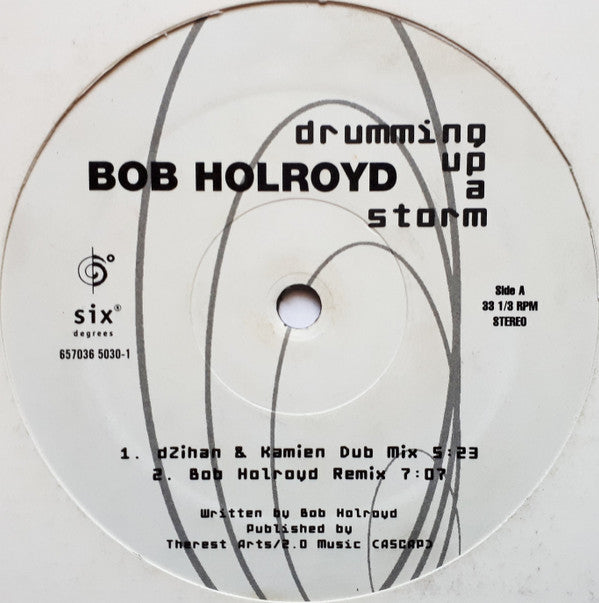 drumming
up
BOB HOLROYD
a
storm
six
degrees
657036 5030-1
Side A
33 1/3 RPM
STEREO
1. dZihan & Kamien Dub Mix 5:23
2. Bob Holroyd Remix 7:07
Written by Bob Holroyd
Published by
Therest Arts/2.0 Music (ASCAP)